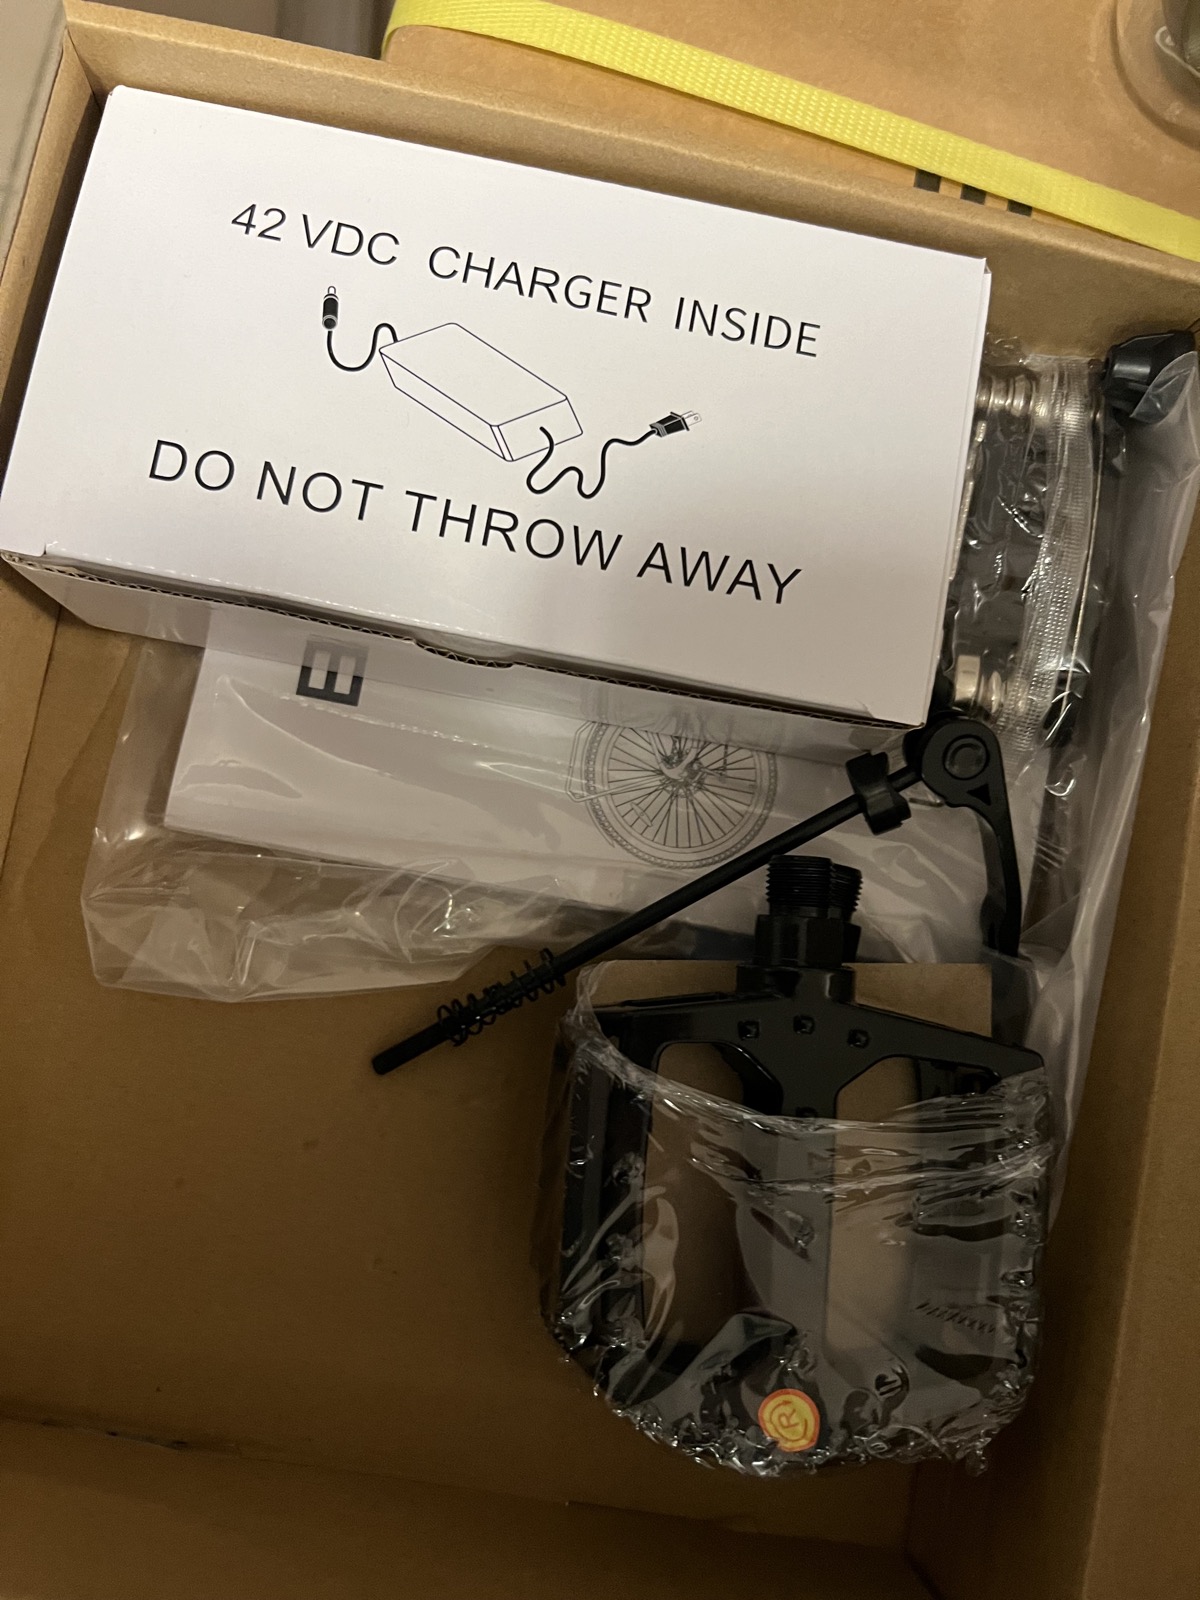 42 VDC CHARGER INSIDE
DO NOT THROW AWAY
E
R